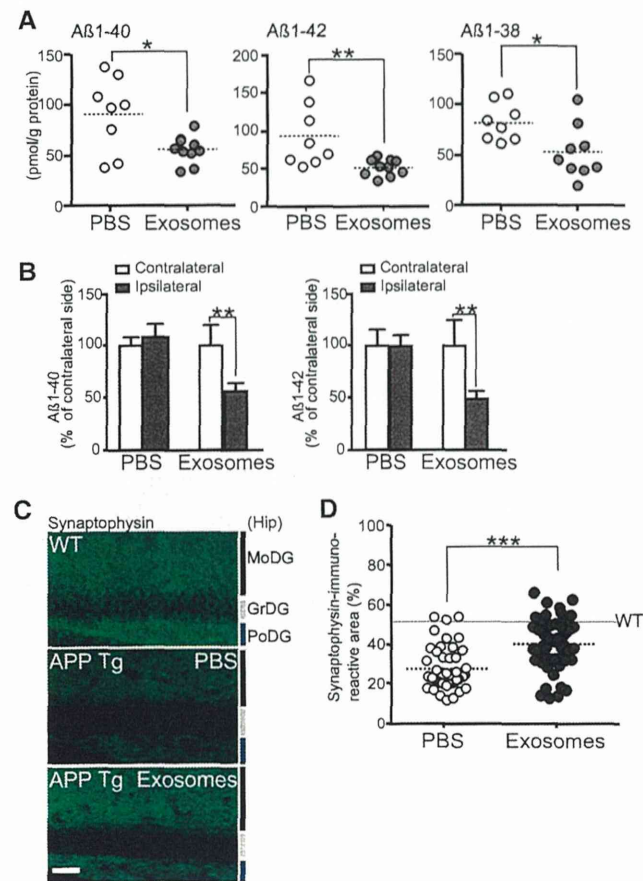 A
Aß1-40
Aß1-42
Aß1-38
(pmol/g protein)
150
100
50
0
*
PBS Exosomes
200
150
100
50
0
**
PBS Exosomes
150
100
50
0
*
PBS Exosomes
B
Contralateral
Ipsilateral
Aß1-40
(% of contralateral side)
150
100
50
0
**
PBS Exosomes
Contralateral
Ipsilateral
Aß1-42
(% of contralateral side)
150
100
50
0
**
PBS Exosomes
C
Synaptophysin (Hip)
WT
MoDG
GrDG
PoDG
APP Tg PBS
APP Tg Exosomes
D
Synaptophysin-immuno-
reactive area (%)
100
80
60
40
20
0
***
WT
PBS Exosomes